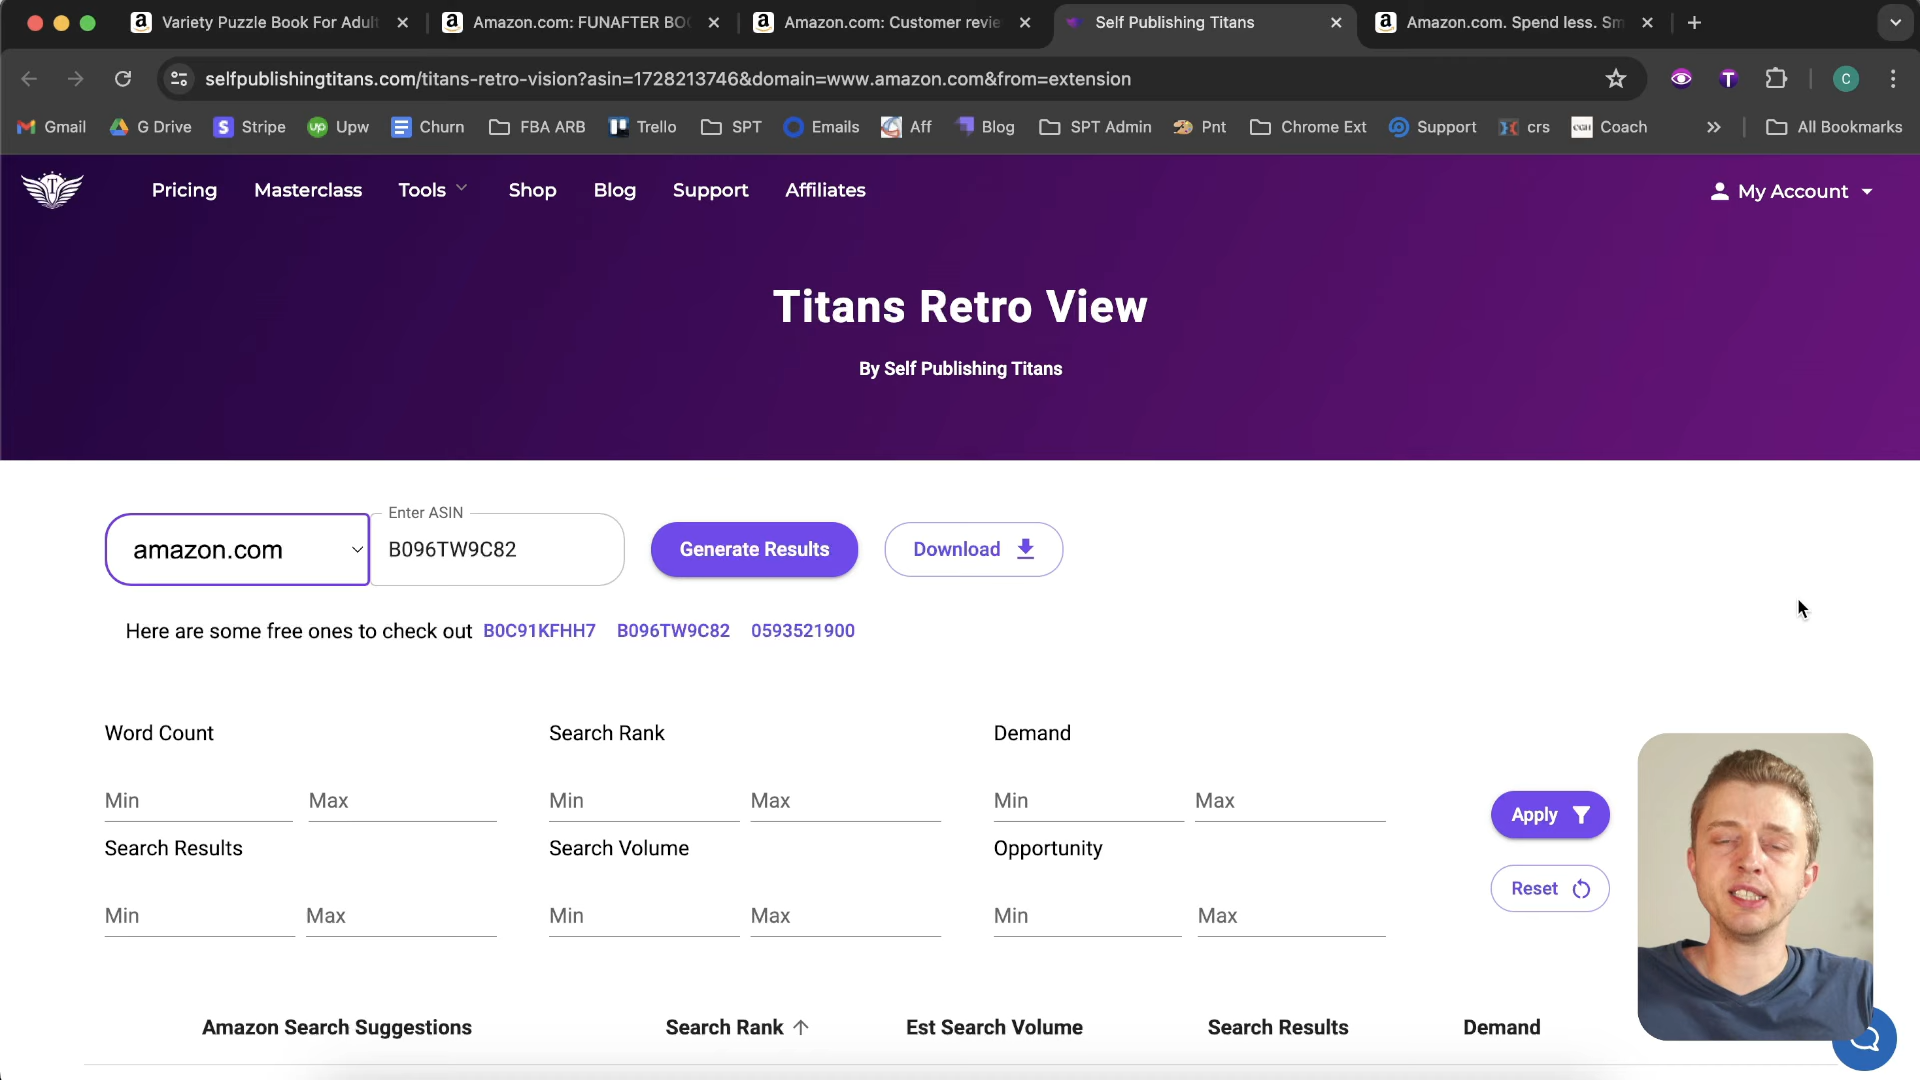 Variety Puzzle Book For Adul
Amazon.com: FUNAFTER BO
Amazon.com: Customer revie
Self Publishing Titans
Amazon.com. Spend less. Sm
selfpublishingtitans.com/titans-retro-vision?asin=1728213746&domain=www.amazon.com&from=extension
T
C
Gmail
G Drive
Stripe
Upw
Churn
FBA ARB
Trello
SPT
Emails
Aff
Blog
SPT Admin
Pnt
Chrome Ext
Support
crs
Coach
All Bookmarks
Pricing
Masterclass
Tools
Shop
Blog
Support
Affiliates
My Account
Titans Retro View
By Self Publishing Titans
amazon.com
Enter ASIN
B096TW9C82
Generate Results
Download
Here are some free ones to check out B0C91KFHH7 B096TW9C82 0593521900
Word Count
Search Rank
Demand
Min
Max
Min
Max
Min
Max
Apply
Search Results
Search Volume
Opportunity
Min
Max
Min
Max
Min
Max
Reset
Amazon Search Suggestions
Search Rank
Est Search Volume
Search Results
Demand